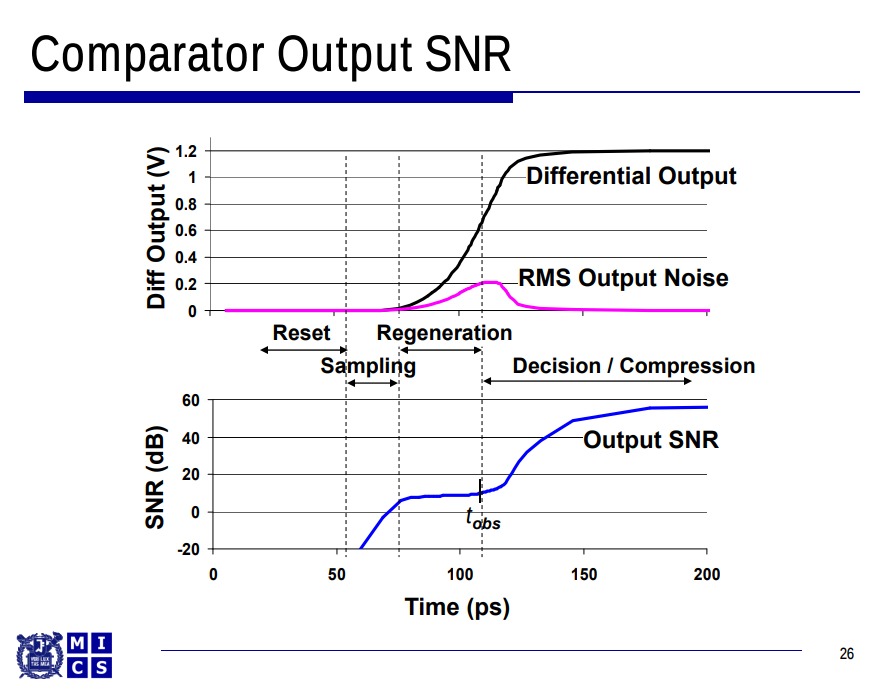 Comparator Output SNR
Diff Output (V)
1.2
1
0.8
0.6
0.4
0.2
0
Differential Output
RMS Output Noise
Reset
Regeneration
Sampling
Decision / Compression
SNR (dB)
60
40
20
0
-20
Output SNR
tobs
0 50 100 150 200
Time (ps)
M I
C S
26